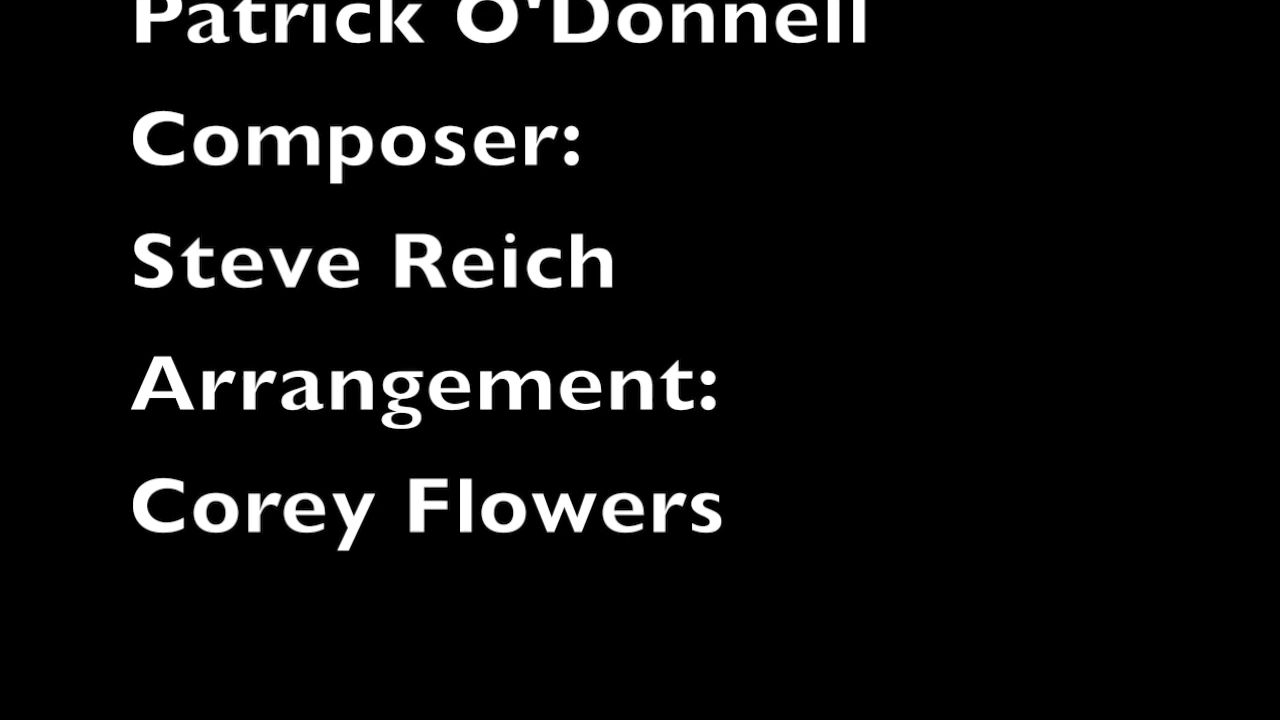 Patrick O'Donnell
Composer:
Steve Reich
Arrangement:
Corey Flowers